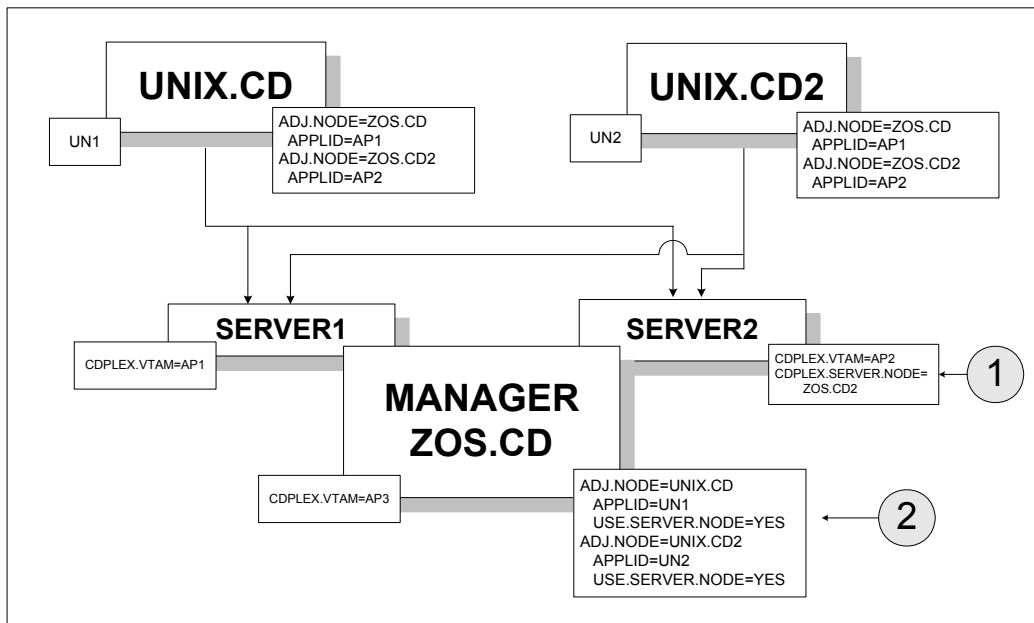 UNIX.CD
UN1
ADJ.NODE=ZOS.CD
APPLID=AP1
ADJ.NODE=ZOS.CD2
APPLID=AP2
UNIX.CD2
UN2
ADJ.NODE=ZOS.CD
APPLID=AP1
ADJ.NODE=ZOS.CD2
APPLID=AP2
SERVER1
CDPLEX.VTAM=AP1
SERVER2
CDPLEX.VTAM=AP2
CDPLEX.SERVER.NODE=
ZOS.CD2
1
MANAGER
ZOS.CD
CDPLEX.VTAM=AP3
ADJ.NODE=UNIX.CD
APPLID=UN1
USE.SERVER.NODE=YES
ADJ.NODE=UNIX.CD2
APPLID=UN2
USE.SERVER.NODE=YES
2